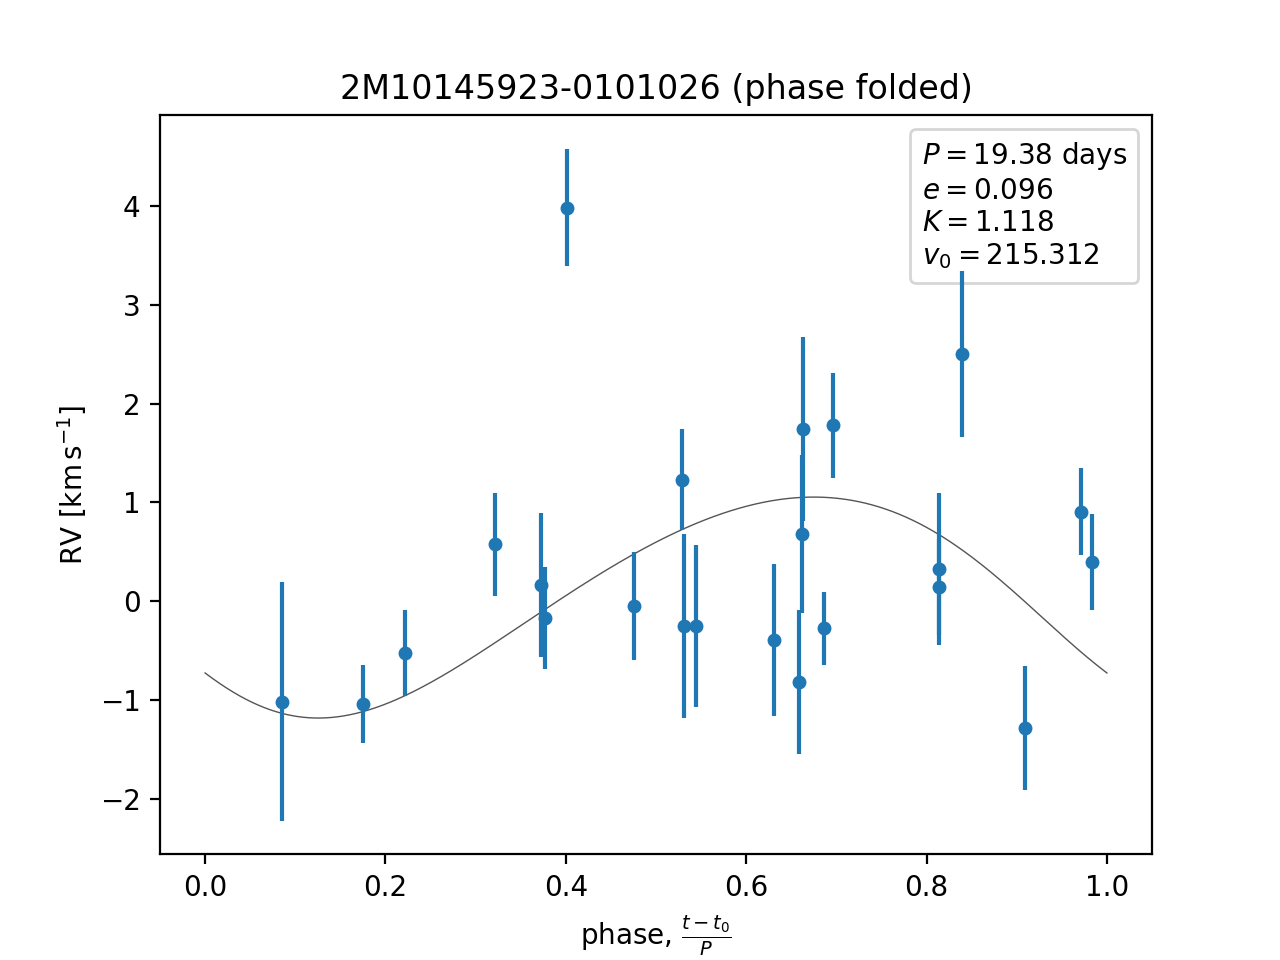 2M10145923-0101026 (phase folded)
P = 19.38 days
e = 0.096
K = 1.118
v₀ = 215.312
RV [km s⁻¹]
4
3
2
1
0
−1
−2
0.0 0.2 0.4 0.6 0.8 1.0
phase, (t − t₀)/P